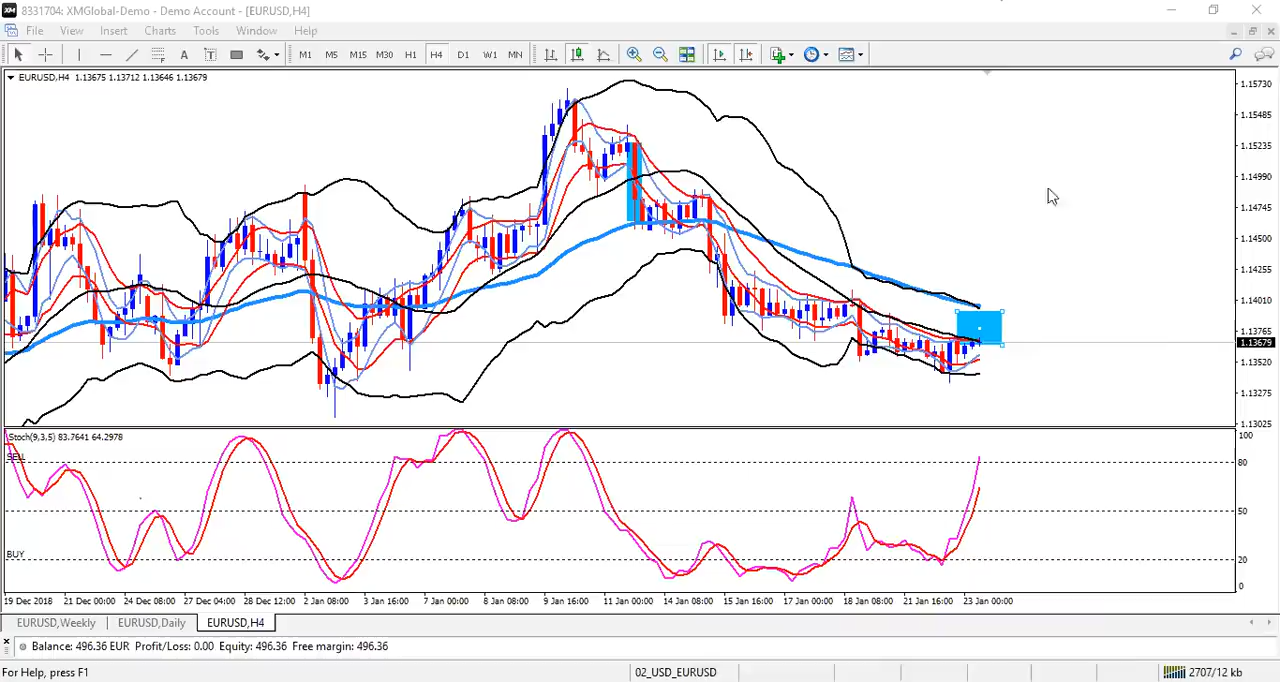 XM 8331704: XMGlobal-Demo - Demo Account - [EURUSD,H4]
File View Insert Charts Tools Window Help
A T M1 M5 M15 M30 H1 H4 D1 W1 MN
EURUSD,H4 1.13675 1.13712 1.13646 1.13679
1.15730
1.15485
1.15235
1.14990
1.14745
1.14500
1.14255
1.14010
1.13765
1.13679
1.13520
1.13275
1.13025
Stoch(9,3,5) 83.7641 64.2978
100
SELL
80
50
BUY
20
0
19 Dec 2018 21 Dec 00:00 24 Dec 08:00 27 Dec 04:00 28 Dec 12:00 2 Jan 08:00 3 Jan 16:00 7 Jan 00:00 8 Jan 08:00 9 Jan 16:00 11 Jan 00:00 14 Jan 08:00 15 Jan 16:00 17 Jan 00:00 18 Jan 08:00 21 Jan 16:00 23 Jan 00:00
EURUSD,Weekly EURUSD,Daily EURUSD,H4
Balance: 496.36 EUR Profit/Loss: 0.00 Equity: 496.36 Free margin: 496.36
For Help, press F1 02_USD_EURUSD 2707/12 kb